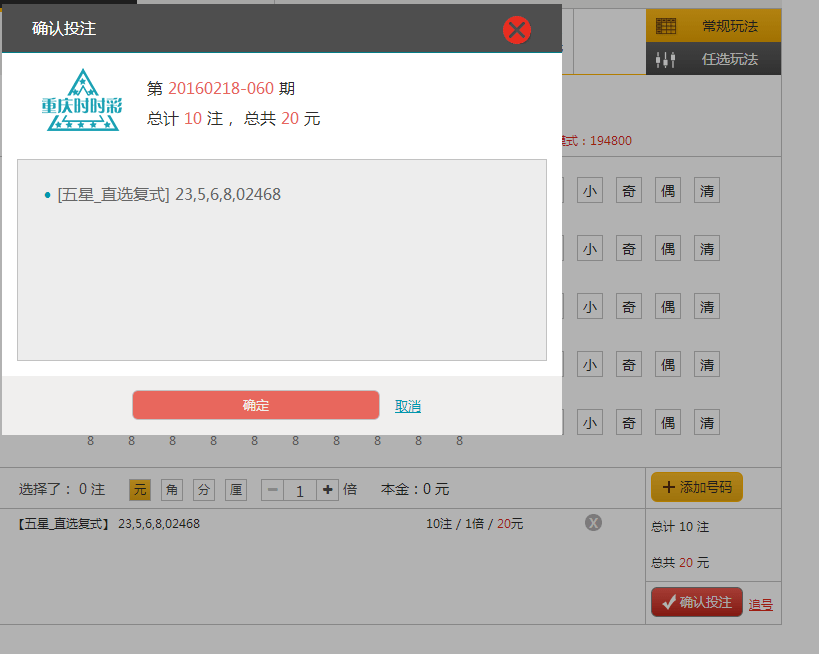 确认投注
常规玩法
任选玩法
重庆时时彩
第 20160218-060 期
总计 10 注， 总共 20 元
式：194800
[五星_直选复式] 23,5,6,8,02468
小 奇 偶 清
小 奇 偶 清
小 奇 偶 清
小 奇 偶 清
确定 取消
小 奇 偶 清
8 8 8 8 8 8 8 8 8 8
选择了： 0 注 元 角 分 厘 － 1 + 倍 本金：0 元
+ 添加号码
【五星_直选复式】 23,5,6,8,02468 10注 / 1倍 / 20元 X
总计 10 注
总共 20 元
确认投注 追号